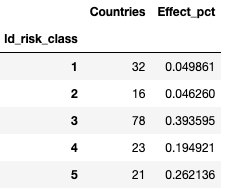 Countries Effect_pct
ld_risk_class
1 32 0.049861
2 16 0.046260
3 78 0.393595
4 23 0.194921
5 21 0.262136